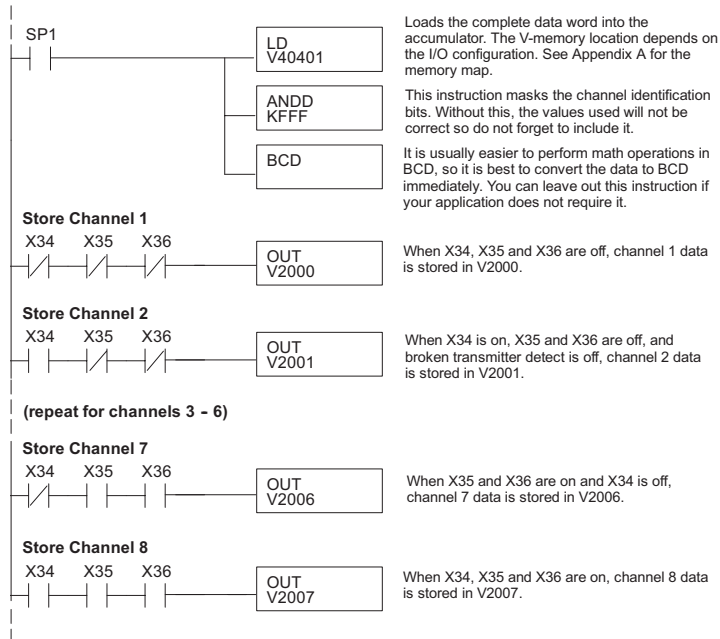 SP1
LD
V40401
Loads the complete data word into the
accumulator. The V-memory location depends on
the I/O configuration. See Appendix A for the
memory map.
ANDD
KFFF
This instruction masks the channel identification
bits. Without this, the values used will not be
correct so do not forget to include it.
BCD
It is usually easier to perform math operations in
BCD, so it is best to convert the data to BCD
immediately. You can leave out this instruction if
your application does not require it.
Store Channel 1
X34 X35 X36
OUT
V2000
When X34, X35 and X36 are off, channel 1 data
is stored in V2000.
Store Channel 2
X34 X35 X36
OUT
V2001
When X34 is on, X35 and X36 are off, and
broken transmitter detect is off, channel 2 data
is stored in V2001.
(repeat for channels 3 - 6)
Store Channel 7
X34 X35 X36
OUT
V2006
When X35 and X36 are on and X34 is off,
channel 7 data is stored in V2006.
Store Channel 8
X34 X35 X36
OUT
V2007
When X34, X35 and X36 are on, channel 8 data
is stored in V2007.